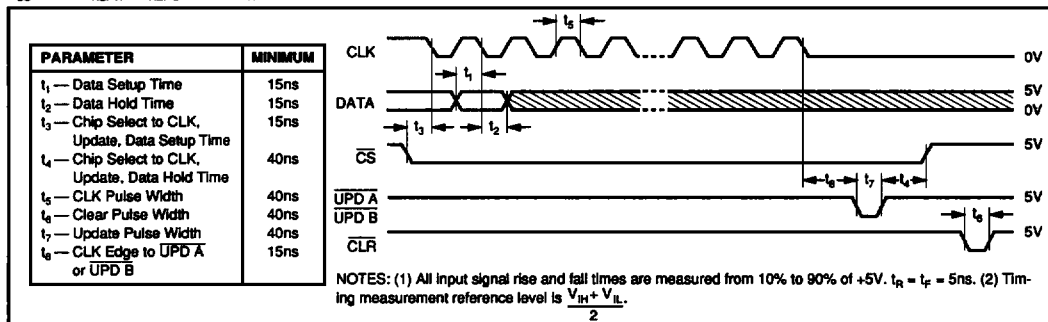 PARAMETER MINIMUM
t1 — Data Setup Time 15ns
t2 — Data Hold Time 15ns
t3 — Chip Select to CLK, 15ns
Update, Data Setup Time
t4 — Chip Select to CLK, 40ns
Update, Data Hold Time
t5 — CLK Pulse Width 40ns
t6 — Clear Pulse Width 40ns
t7 — Update Pulse Width 40ns
t8 — CLK Edge to UPD A 15ns
or UPD B
t5
CLK
0V
t1
5V
DATA
0V
t3 t2
CS
5V
t8 t7 t4
UPD A
5V
UPD B
t6
CLR
5V
NOTES: (1) All input signal rise and fall times are measured from 10% to 90% of +5V. tR = tF = 5ns. (2) Tim-
ing measurement reference level is (VIH + VIL)/2.